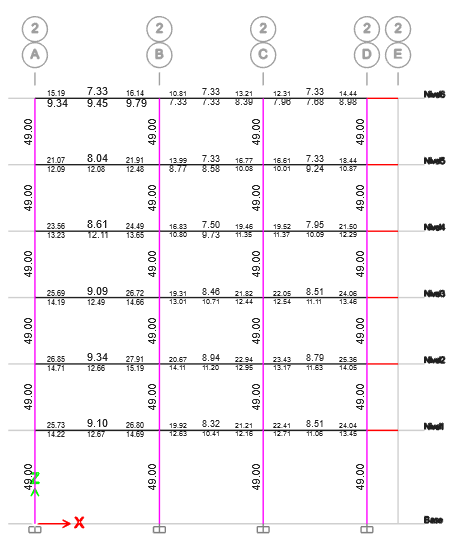 2 2 2 2 2
A B C D E
15.19 7.33 16.14 10.81 7.33 13.21 12.31 7.33 14.44 Nivel6
9.34 9.45 9.79 7.33 7.33 8.39 7.96 7.68 8.98
49.00 49.00 49.00 49.00
21.07 8.04 21.91 13.99 7.33 16.77 16.61 7.33 18.44 Nivel5
12.09 12.08 12.48 8.77 8.58 10.08 10.01 9.24 10.87
49.00 49.00 49.00 49.00
23.56 8.61 24.49 16.83 7.50 19.46 19.52 7.95 21.50 Nivel4
13.23 12.11 13.65 10.80 9.73 11.35 11.37 10.09 12.29
49.00 49.00 49.00 49.00
25.69 9.09 26.72 19.31 8.46 21.82 22.05 8.51 24.06 Nivel3
14.19 12.49 14.66 13.01 10.71 12.44 12.54 11.11 13.46
49.00 49.00 49.00 49.00
26.85 9.34 27.91 20.67 8.94 22.94 23.43 8.79 25.36 Nivel2
14.71 12.66 15.19 14.11 11.20 12.95 13.17 11.63 14.05
49.00 49.00 49.00 49.00
25.73 9.10 26.80 19.92 8.32 21.21 22.41 8.51 24.04 Nivel1
14.22 12.67 14.69 12.63 10.41 12.16 12.71 11.06 13.45
49.00 49.00 49.00 49.00
Z
X Base